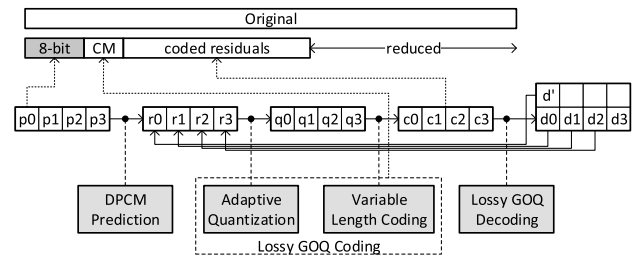 Original
8-bit CM coded residuals reduced
d'
p0 p1 p2 p3 r0 r1 r2 r3 q0 q1 q2 q3 c0 c1 c2 c3 d0 d1 d2 d3
DPCM Adaptive Variable Lossy GOQ
Prediction Quantization Length Coding Decoding
Lossy GOQ Coding